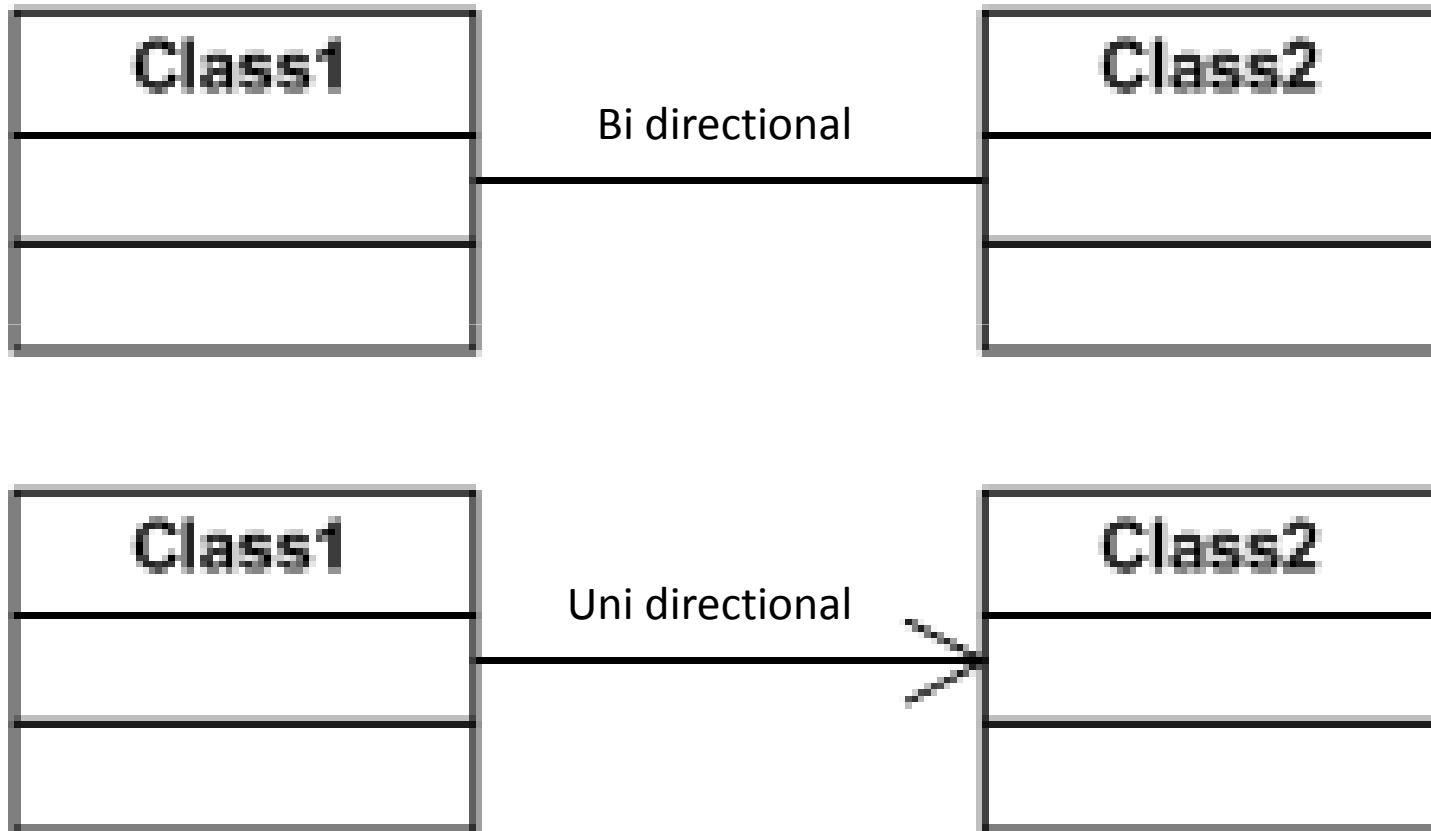 Class1
Bi directional
Class2
Class1
Uni directional
Class2